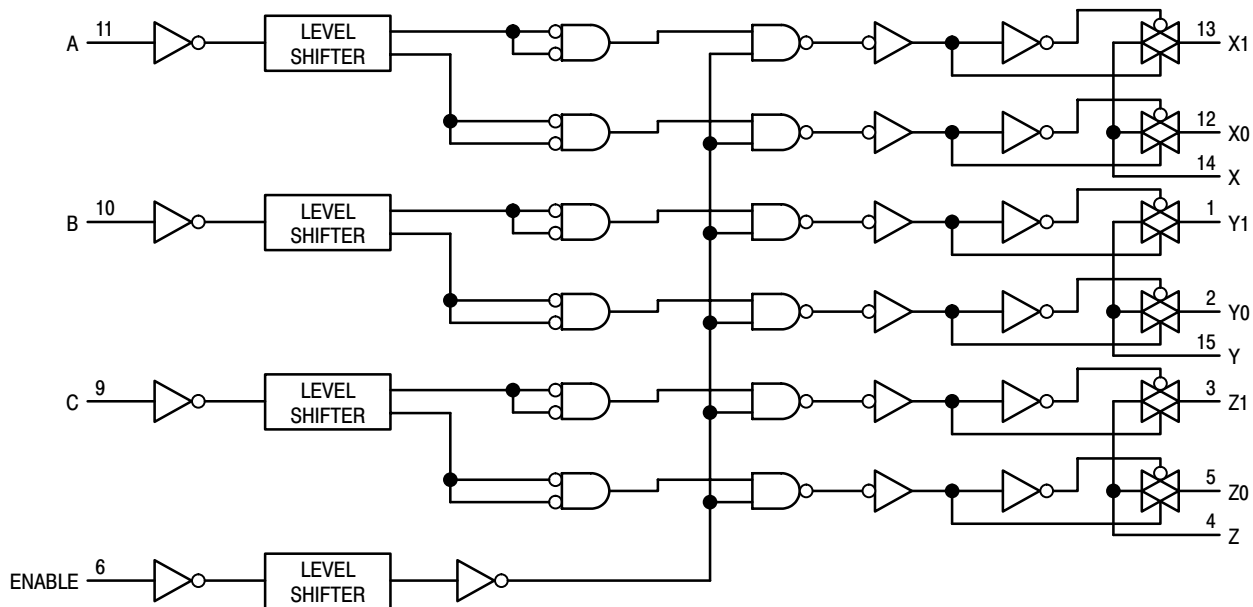 A 11 LEVEL SHIFTER 13 X1
12 X0
14 X
B 10 LEVEL SHIFTER 1 Y1
2 Y0
15 Y
C 9 LEVEL SHIFTER 3 Z1
5 Z0
4 Z
ENABLE 6 LEVEL SHIFTER